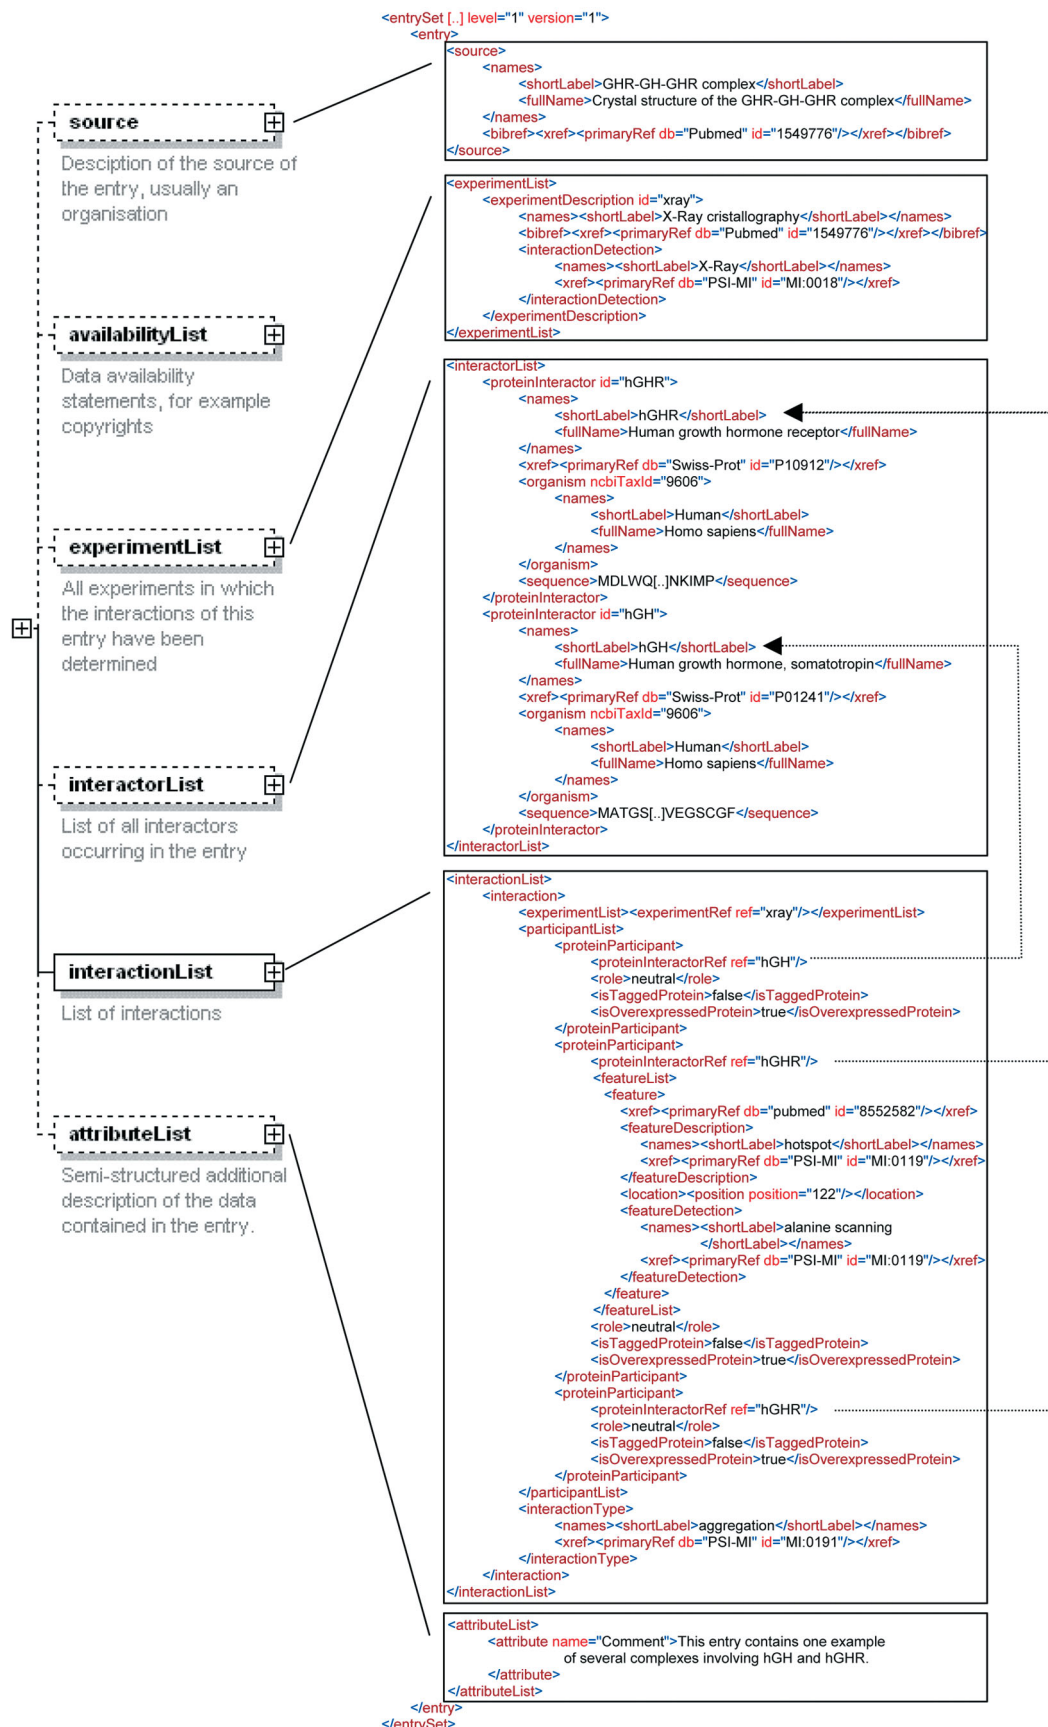 <entrySet [..] level="1" version="1">
<entry>
source
Desciption of the source of
the entry, usually an
organisation
availabilityList
Data availability
statements, for example
copyrights
experimentList
All experiments in which
the interactions of this
entry have been
determined
interactorList
List of all interactors
occurring in the entry
interactionList
List of interactions
attributeList
Semi-structured additional
description of the data
contained in the entry.
<source>
<names>
<shortLabel>GHR-GH-GHR complex</shortLabel>
<fullName>Crystal structure of the GHR-GH-GHR complex</fullName>
</names>
<bibref><xref><primaryRef db="Pubmed" id="1549776"/></xref></bibref>
</source>
<experimentList>
<experimentDescription id="xray">
<names><shortLabel>X-Ray cristallography</shortLabel></names>
<bibref><xref><primaryRef db="Pubmed" id="1549776"/></xref></bibref>
<interactionDetection>
<names><shortLabel>X-Ray</shortLabel></names>
<xref><primaryRef db="PSI-MI" id="MI:0018"/></xref>
</interactionDetection>
</experimentDescription>
</experimentList>
<interactorList>
<proteinInteractor id="hGHR">
<names>
<shortLabel>hGHR</shortLabel>
<fullName>Human growth hormone receptor</fullName>
</names>
<xref><primaryRef db="Swiss-Prot" id="P10912"/></xref>
<organism ncbiTaxId="9606">
<names>
<shortLabel>Human</shortLabel>
<fullName>Homo sapiens</fullName>
</names>
</organism>
<sequence>MDLWQ[..]NKIMP</sequence>
</proteinInteractor>
<proteinInteractor id="hGH">
<names>
<shortLabel>hGH</shortLabel>
<fullName>Human growth hormone, somatotropin</fullName>
</names>
<xref><primaryRef db="Swiss-Prot" id="P01241"/></xref>
<organism ncbiTaxId="9606">
<names>
<shortLabel>Human</shortLabel>
<fullName>Homo sapiens</fullName>
</names>
</organism>
<sequence>MATGS[..]VEGSCGF</sequence>
</proteinInteractor>
</interactorList>
<interactionList>
<interaction>
<experimentList><experimentRef ref="xray"/></experimentList>
<participantList>
<proteinParticipant>
<proteinInteractorRef ref="hGH"/>
<role>neutral</role>
<isTaggedProtein>false</isTaggedProtein>
<isOverexpressedProtein>true</isOverexpressedProtein>
</proteinParticipant>
<proteinParticipant>
<proteinInteractorRef ref="hGHR"/>
<featureList>
<feature>
<xref><primaryRef db="pubmed" id="8552582"/></xref>
<featureDescription>
<names><shortLabel>hotspot</shortLabel></names>
<xref><primaryRef db="PSI-MI" id="MI:0119"/></xref>
</featureDescription>
<location><position position="122"/></location>
<featureDetection>
<names><shortLabel>alanine scanning
</shortLabel></names>
<xref><primaryRef db="PSI-MI" id="MI:0119"/></xref>
</featureDetection>
</feature>
</featureList>
<role>neutral</role>
<isTaggedProtein>false</isTaggedProtein>
<isOverexpressedProtein>true</isOverexpressedProtein>
</proteinParticipant>
<proteinParticipant>
<proteinInteractorRef ref="hGHR"/>
<role>neutral</role>
<isTaggedProtein>false</isTaggedProtein>
<isOverexpressedProtein>true</isOverexpressedProtein>
</proteinParticipant>
</participantList>
<interactionType>
<names><shortLabel>aggregation</shortLabel></names>
<xref><primaryRef db="PSI-MI" id="MI:0191"/></xref>
</interactionType>
</interaction>
</interactionList>
<attributeList>
<attribute name="Comment">This entry contains one example
of several complexes involving hGH and hGHR.
</attribute>
</attributeList>
</entry>
</entrySet>